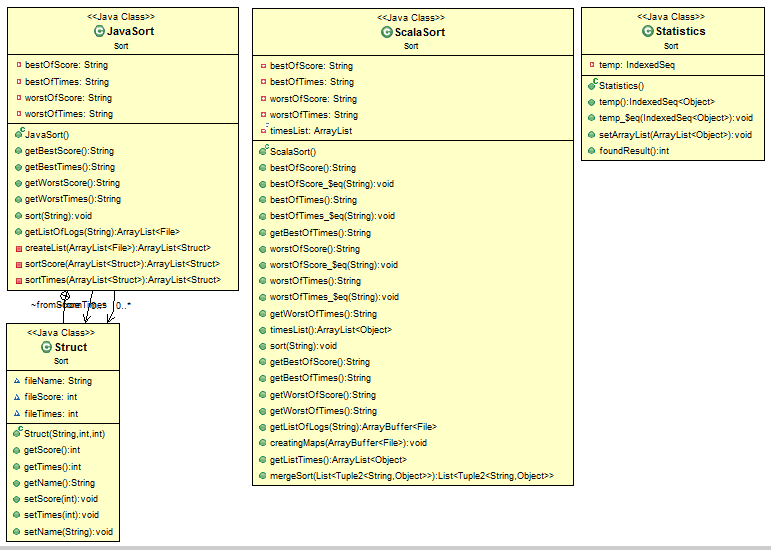 <<Java Class>>
JavaSort
Sort
bestOfScore: String
bestOfTimes: String
worstOfScore: String
worstOfTimes: String
JavaSort()
getBestScore():String
getBestTimes():String
getWorstScore():String
getWorstTimes():String
sort(String):void
getListOfLogs(String):ArrayList<File>
createList(ArrayList<File>):ArrayList<Struct>
sortScore(ArrayList<Struct>):ArrayList<Struct>
sortTimes(ArrayList<Struct>):ArrayList<Struct>
0..*
<<Java Class>>
Struct
Sort
fileName: String
fileScore: int
fileTimes: int
Struct(String,int,int)
getScore():int
getTimes():int
getName():String
setScore(int):void
setTimes(int):void
setName(String):void
<<Java Class>>
ScalaSort
Sort
bestOfScore: String
bestOfTimes: String
worstOfScore: String
worstOfTimes: String
timesList: ArrayList
ScalaSort()
bestOfScore():String
bestOfScore_$eq(String):void
bestOfTimes():String
bestOfTimes_$eq(String):void
getBestOfTimes():String
worstOfScore():String
worstOfScore_$eq(String):void
worstOfTimes():String
worstOfTimes_$eq(String):void
getWorstOfTimes():String
timesList():ArrayList<Object>
sort(String):void
getBestOfScore():String
getBestOfTimes():String
getWorstOfScore():String
getWorstOfTimes():String
getListOfLogs(String):ArrayBuffer<File>
creatingMaps(ArrayBuffer<File>):void
getListTimes():ArrayList<Object>
mergeSort(List<Tuple2<String,Object>>):List<Tuple2<String,Object>>
<<Java Class>>
Statistics
Sort
temp: IndexedSeq
Statistics()
temp():IndexedSeq<Object>
temp_$eq(IndexedSeq<Object>):void
setArrayList(ArrayList<Object>):void
foundResult():int